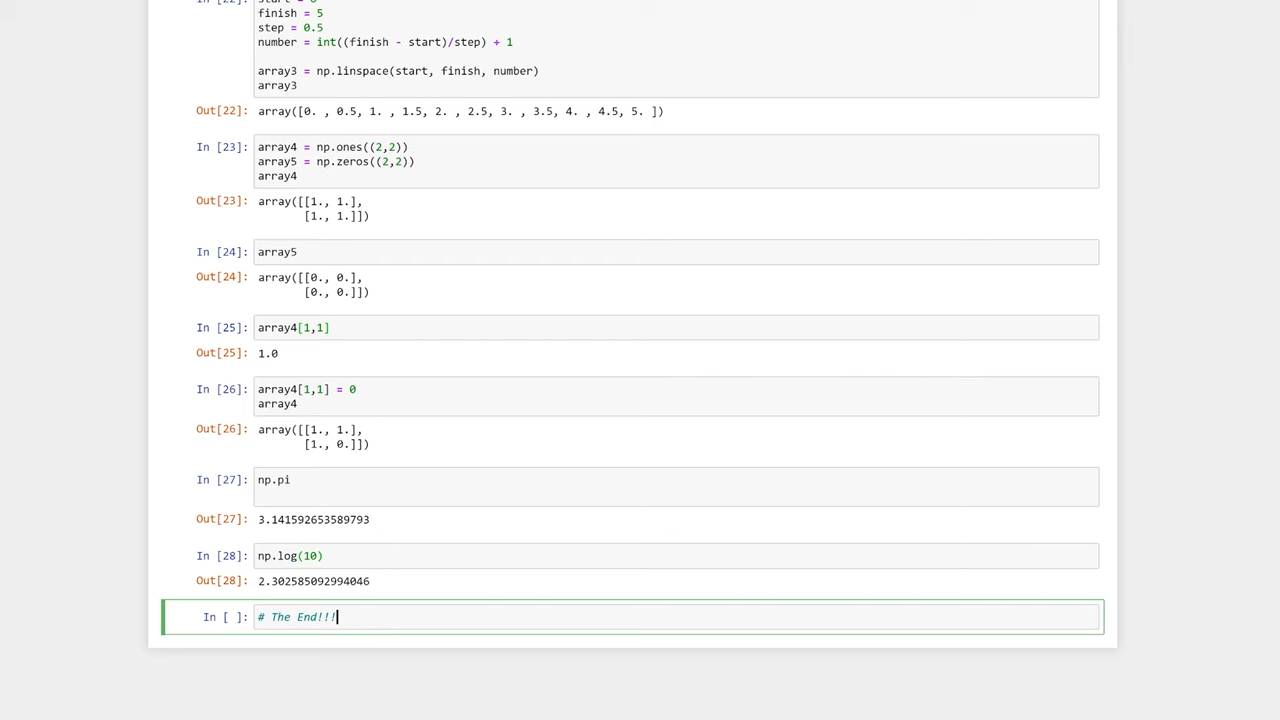 In [22]: start = 0
finish = 5
step = 0.5
number = int((finish - start)/step) + 1
array3 = np.linspace(start, finish, number)
array3
Out[22]: array([0. , 0.5, 1. , 1.5, 2. , 2.5, 3. , 3.5, 4. , 4.5, 5. ])
In [23]: array4 = np.ones((2,2))
array5 = np.zeros((2,2))
array4
Out[23]: array([[1., 1.],
[1., 1.]])
In [24]: array5
Out[24]: array([[0., 0.],
[0., 0.]])
In [25]: array4[1,1]
Out[25]: 1.0
In [26]: array4[1,1] = 0
array4
Out[26]: array([[1., 1.],
[1., 0.]])
In [27]: np.pi
Out[27]: 3.141592653589793
In [28]: np.log(10)
Out[28]: 2.302585092994046
In [ ]: # The End!!!